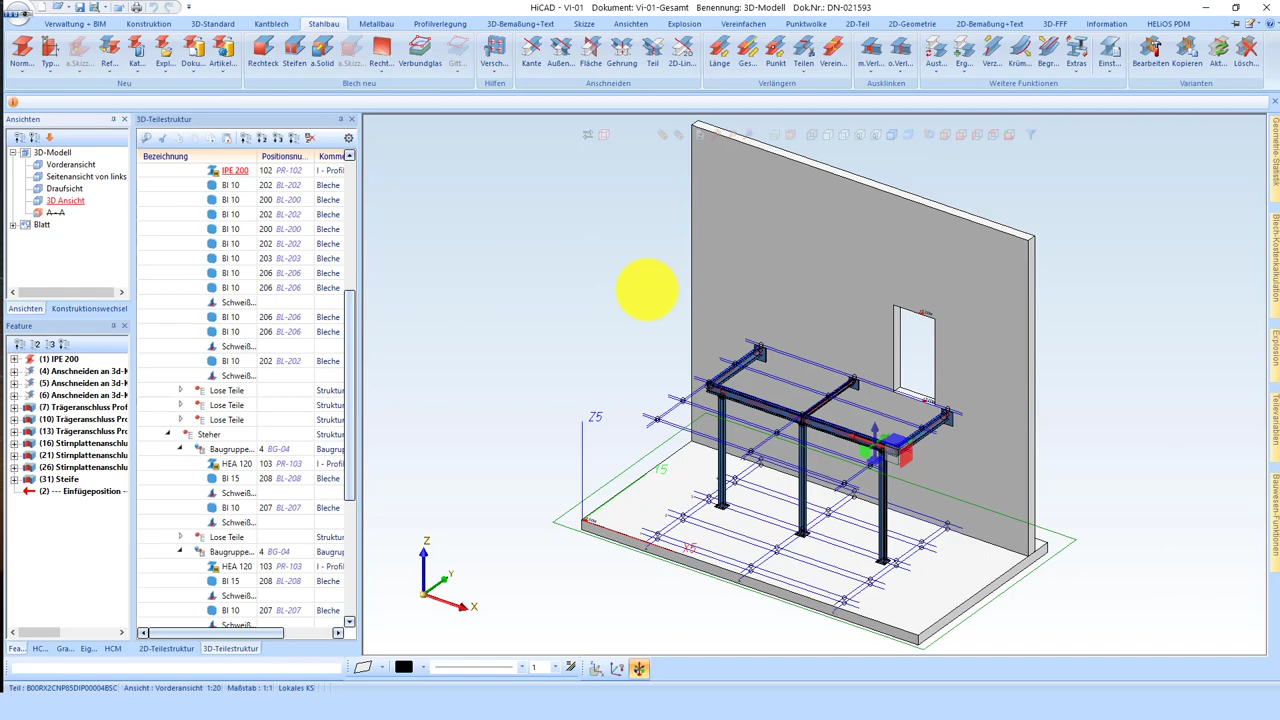 HiCAD - VI-01 Dokument: VI-01-Gesamt Benennung: 3D-Modell Dok.Nr.: DN-021593
Verwaltung + BIM Konstruktion 3D-Standard Kantblech Stahlbau Metallbau Profilverlegung 3D-Bemaßung+Text Skizze Ansichten Explosion Vereinfachen Punktwolke 2D-Teil 2D-Geometrie 2D-Bemaßung+Text 3D-FFF Information HELiOS PDM
Norm... Typ... a.Skizz... Ref... Kat... Expl... Doku... Artikel... Rechteck Steifen a.Solid a.Skizz... Recht... Verbundglas Gitt... Versch... Kante Außen... Fläche Gehrung Teil 2D-Lin... Länge Ges... Punkt Teilen Verein... m.Verl... o.Verl... Aust... Erg... Verz... Krüm... Begr... Extras Einst... Bearbeiten Kopieren Akt... Lösch...
Neu Blech neu Hilfen Anschneiden Verlängern Ausklinken Weitere Funktionen Varianten
Ansichten
3D-Modell
Vorderansicht
Seitenansicht von links
Draufsicht
3D Ansicht
A - A
Blatt
Ansichten Konstruktionswechsel
Feature
(1) IPE 200
(4) Anschneiden an 3d-K
(5) Anschneiden an 3d-K
(6) Anschneiden an 3d-K
(7) Trägeranschluss Prof
(10) Trägeranschluss Prof
(13) Trägeranschluss Prof
(16) Stirnplattenanschlu
(21) Stirnplattenanschlu
(26) Stirnplattenanschlu
(31) Steife
(2) --- Einfügeposition --
Fea... HC... Gra... Eig... HCM
3D-Teilestruktur
Bezeichnung Positionsnu... Komme
IPE 200 102 PR-102 I - Profil
Bl 10 202 BL-202 Bleche
Bl 10 200 BL-200 Bleche
Bl 10 202 BL-202 Bleche
Bl 10 200 BL-200 Bleche
Bl 10 202 BL-202 Bleche
Bl 10 203 BL-203 Bleche
Bl 10 206 BL-206 Bleche
Bl 10 206 BL-206 Bleche
Schweiß...
Bl 10 206 BL-206 Bleche
Bl 10 206 BL-206 Bleche
Schweiß...
Bl 10 202 BL-202 Bleche
Schweiß...
Lose Teile Struktur
Lose Teile Struktur
Lose Teile Struktur
Steher Struktur
Baugruppe... 4 BG-04 Baugrup
HEA 120 103 PR-103 I - Profil
Bl 15 208 BL-208 Bleche
Schweiß...
Bl 10 207 BL-207 Bleche
Schweiß...
Lose Teile Struktur
Baugruppe... 4 BG-04 Baugrup
HEA 120 103 PR-103 I - Profil
Bl 15 208 BL-208 Bleche
Schweiß...
Bl 10 207 BL-207 Bleche
Schweiß...
2D-Teilestruktur 3D-Teilestruktur
Z5
Y5
X5
Z
Y
X
Geometrie-Statistik
Blech-Kostenkalkulation
Explosion
Teilevarianten
Bauwesen-Funktionen
1
Teil : B00RX2CNP85DIP00004BSC Ansicht : Vorderansicht 1:20 Maßstab : 1:1 Lokales KS